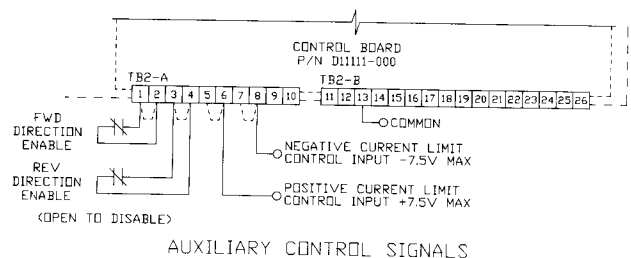 CONTROL BOARD
P/N D11111-000
TB2-A
TB2-B
1 2 3 4 5 6 7 8 9 10
11 12 13 14 15 16 17 18 19 20 21 22 23 24 25 26
FWD
DIRECTION
ENABLE
COMMON
NEGATIVE CURRENT LIMIT
CONTROL INPUT -7.5V MAX
REV
DIRECTION
ENABLE
POSITIVE CURRENT LIMIT
CONTROL INPUT +7.5V MAX
(OPEN TO DISABLE)
AUXILIARY CONTROL SIGNALS